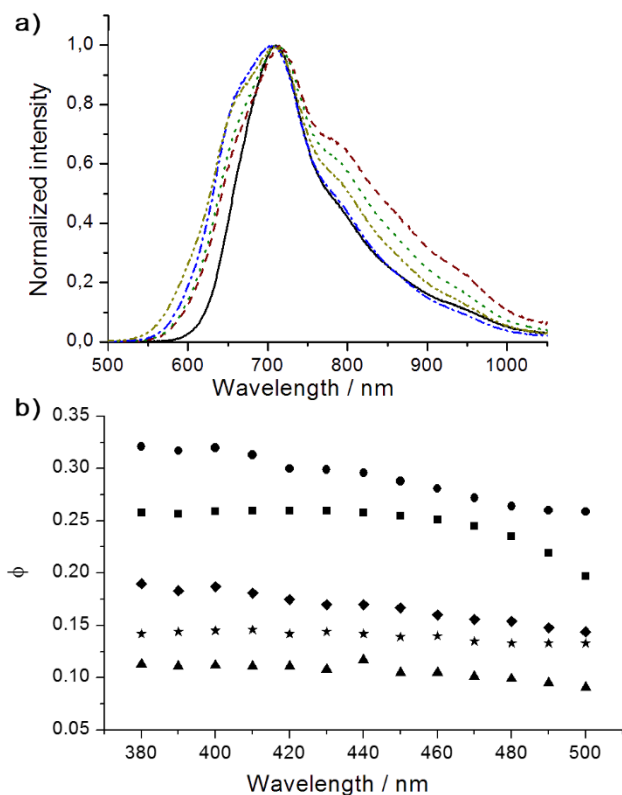 a)
Normalized intensity
1,0
0,8
0,6
0,4
0,2
0,0
500 600 700 800 900 1000
Wavelength / nm
b)
ϕ
0.35
0.30
0.25
0.20
0.15
0.10
0.05
380 400 420 440 460 480 500
Wavelength / nm